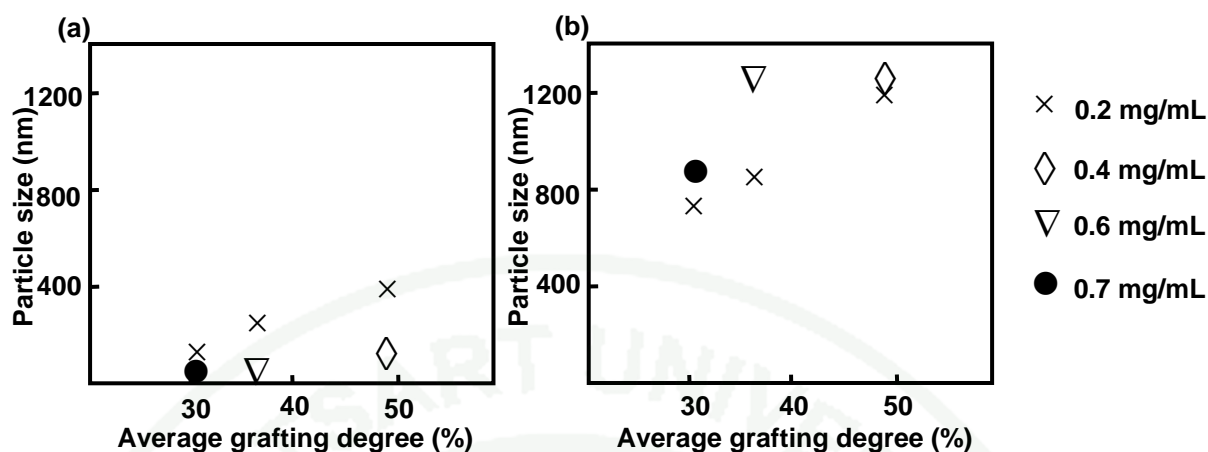 (a)
Particle size (nm)
1200
800
400
30
40
50
Average grafting degree (%)
(b)
Particle size (nm)
1200
800
400
30
40
50
Average grafting degree (%)
0.2 mg/mL
0.4 mg/mL
0.6 mg/mL
0.7 mg/mL